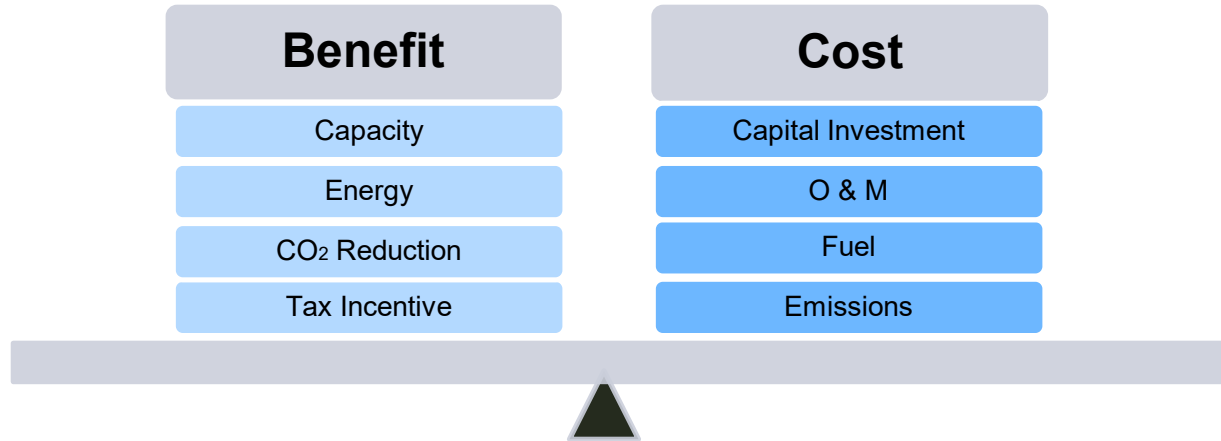 Benefit
Capacity
Energy
CO₂ Reduction
Tax Incentive
Cost
Capital Investment
O & M
Fuel
Emissions